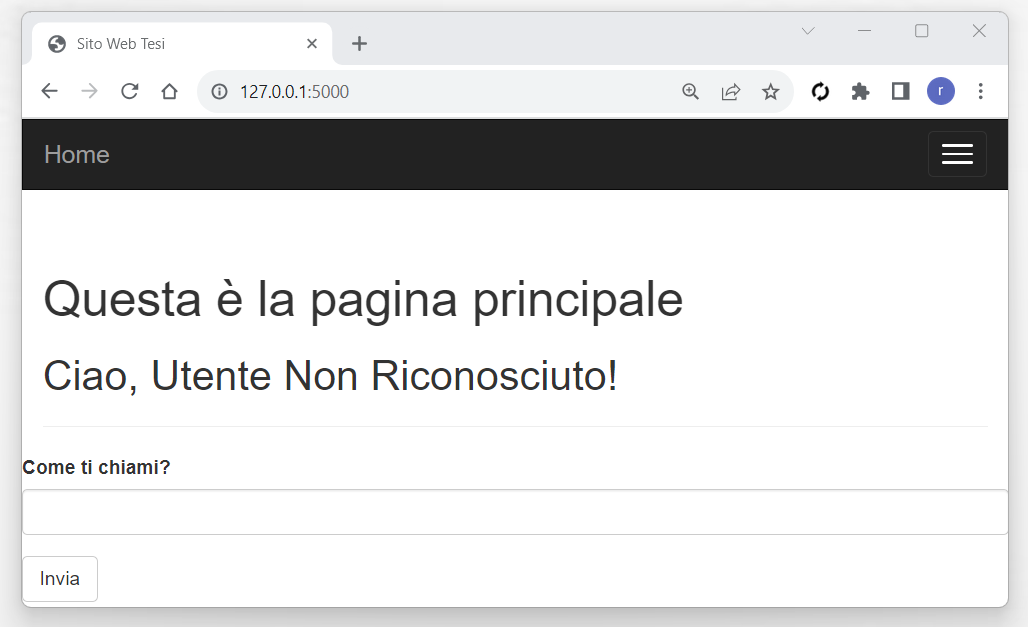 Sito Web Tesi
127.0.0.1:5000
r
Home
Questa è la pagina principale
Ciao, Utente Non Riconosciuto!
Come ti chiami?
Invia